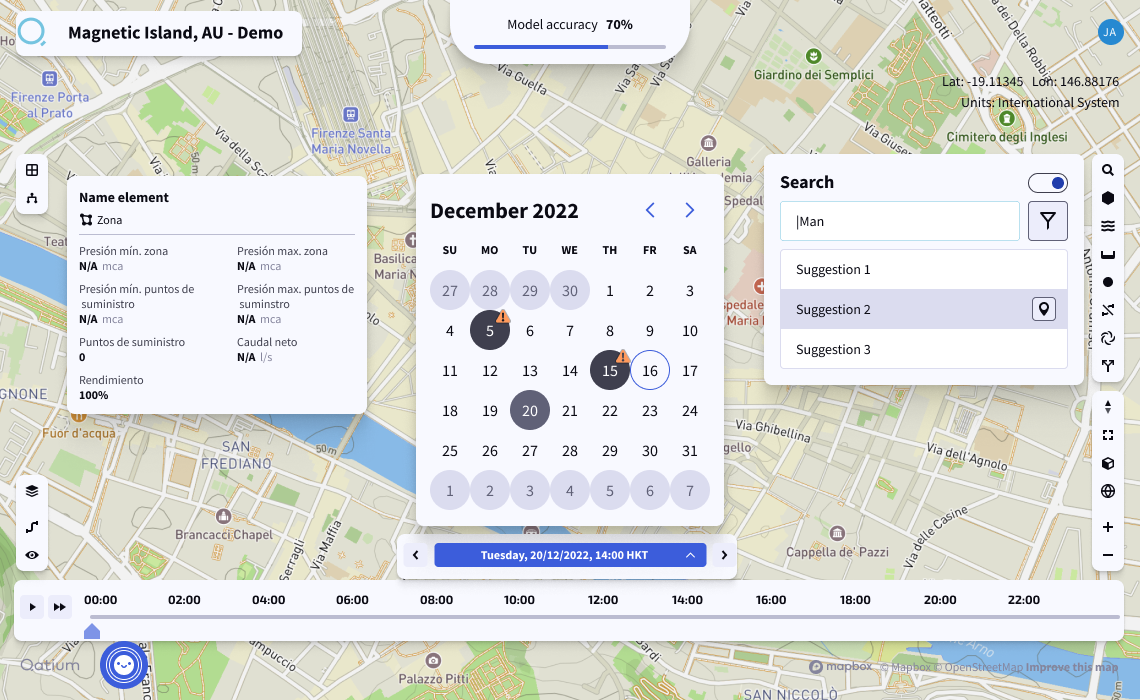 Magnetic Island, AU - Demo
Model accuracy 70%
JA
Lat: -19.11345 Lon: 146.88176
Units: International System
Firenze Porta
al Prato
Firenze Santa
Maria Novella
Via della Sca
Via Guelfa
Giardino dei Semplici
Cimitero degli Inglesi
Galleria
Via Giuse
50 m
Name element
Zona
Presión mín. zona
N/A mca
Presión max. zona
N/A mca
Presión mín. puntos de
suministro
N/A mca
Presión max. puntos de
suminstro
N/A mca
Puntos de suministro
0
Caudal neto
N/A l/s
Rendimiento
100%
December 2022
SU MO TU WE TH FR SA
27 28 29 30 1 2 3
4 5 6 7 8 9 10
11 12 13 14 15 16 17
18 19 20 21 22 23 24
25 26 27 28 29 30 31
1 2 3 4 5 6 7
Search
Man
Suggestion 1
Suggestion 2
Suggestion 3
Basilica
Maria N
GNONE
Fuor d'acqua
SAN
FREDIANO
50 m
Via Ghibellina
Via dell'Agnolo
Brancacci Chapel
Via Maffia
Serragli
Cappella de' Pazzi
Via delle Casine
Tuesday, 20/12/2022, 14:00 HKT
00:00 02:00 04:00 06:00 08:00 10:00 12:00 14:00 16:00 18:00 20:00 22:00
Qatium
Palazzo Pitti
SAN NICCOLO
mapbox
© Mapbox © OpenStreetMap Improve this map